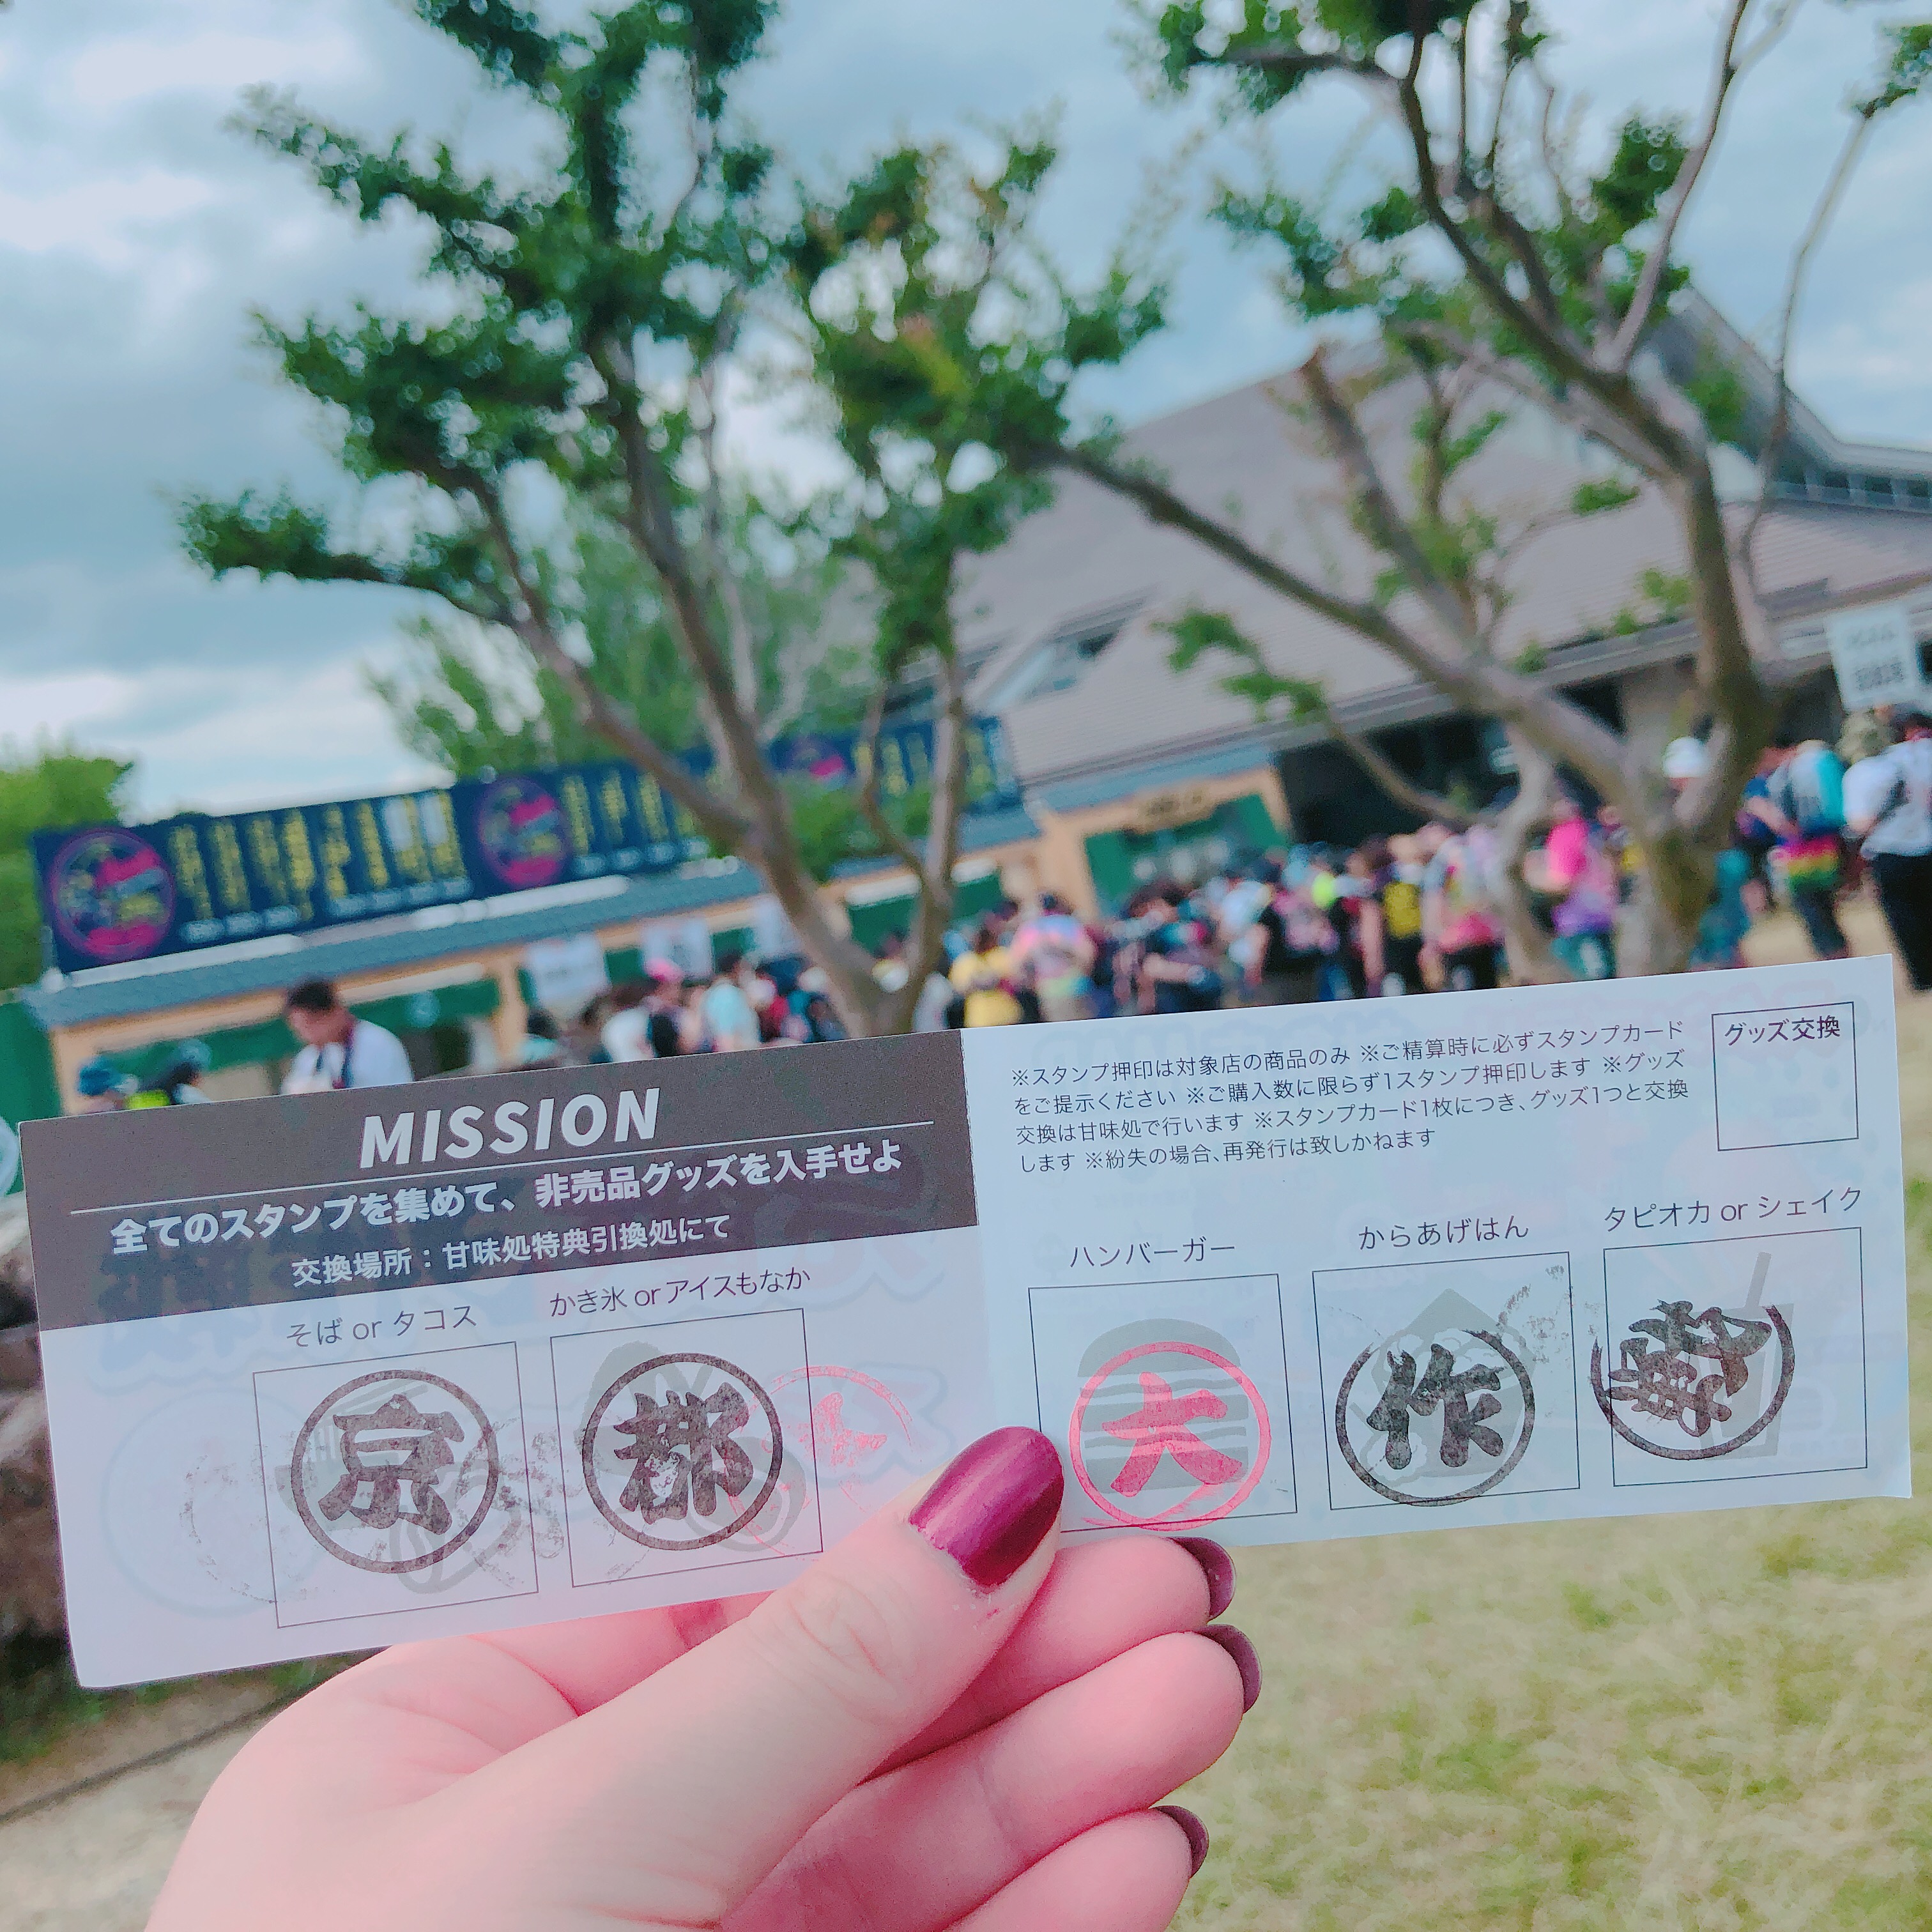 MISSION
全てのスタンプを集めて、非売品グッズを入手せよ
交換場所：甘味処特典引換処にて
そば or タコス
かき氷 or アイスもなか
京
都
※スタンプ押印は対象店の商品のみ ※ご精算時に必ずスタンプカード
をご提示ください ※ご購入数に限らず1スタンプ押印します ※グッズ
交換は甘味処で行います ※スタンプカード1枚につき、グッズ1つと交換
します ※紛失の場合、再発行は致しかねます
グッズ交換
ハンバーガー
からあげはん
タピオカ or シェイク
大
作
戦